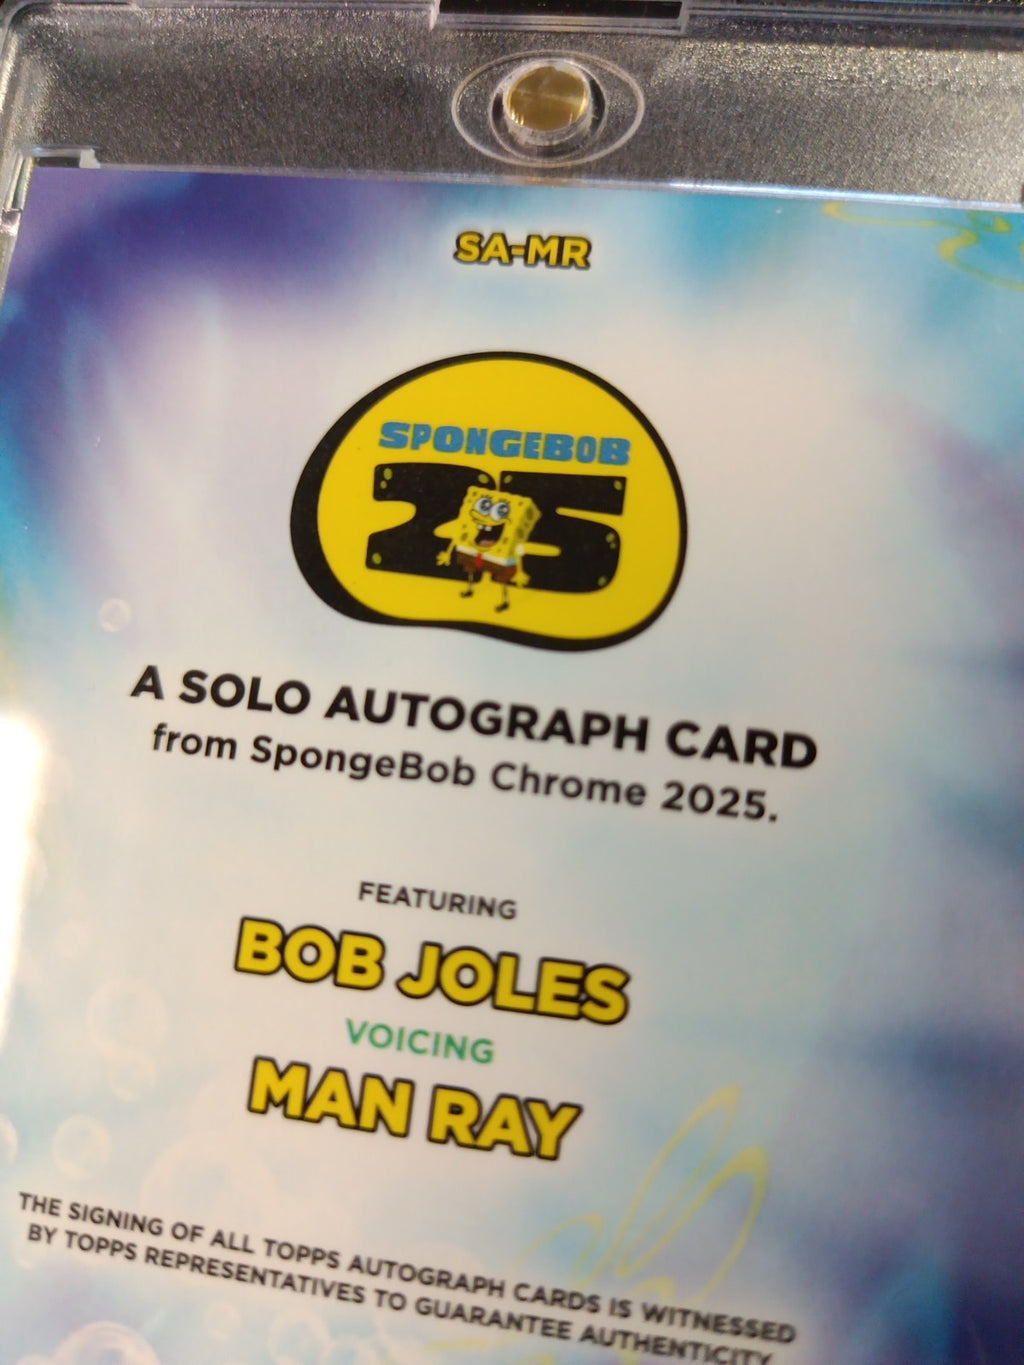 SA-MR
SPONGEBOB
25
A SOLO AUTOGRAPH CARD
from SpongeBob Chrome 2025.
FEATURING
BOB JOLES
VOICING
MAN RAY
THE SIGNING OF ALL TOPPS AUTOGRAPH CARDS IS WITNESSED
BY TOPPS REPRESENTATIVES TO GUARANTEE AUTHENTICITY